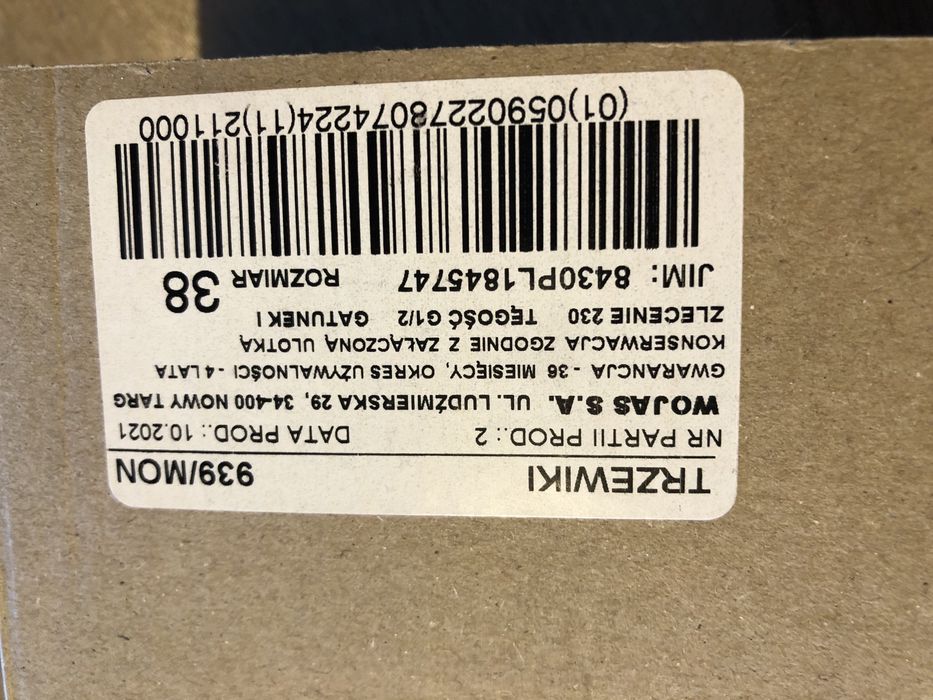 TRZEWIKI 939/MON
NR PARTII PROD.: 2 DATA PROD.: 10.2021
WOJAS S.A. UL. LUDŹMIERSKA 29, 34-400 NOWY TARG
GWARANCJA - 36 MIESIĘCY, OKRES UŻYWALNOŚCI - 4 LATA
KONSERWACJA ZGODNIE Z ZAŁĄCZONĄ ULOTKĄ
ZLECENIE 230 TĘGOŚĆ G1/2 GATUNEK I
JIM: 8430PL1845747 ROZMIAR 38
(01)05902278074224(11)211000